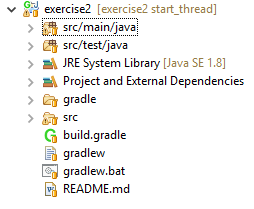 exercise2 [exercise2 start_thread]
src/main/java
src/test/java
JRE System Library [Java SE 1.8]
Project and External Dependencies
gradle
src
build.gradle
gradlew
gradlew.bat
README.md